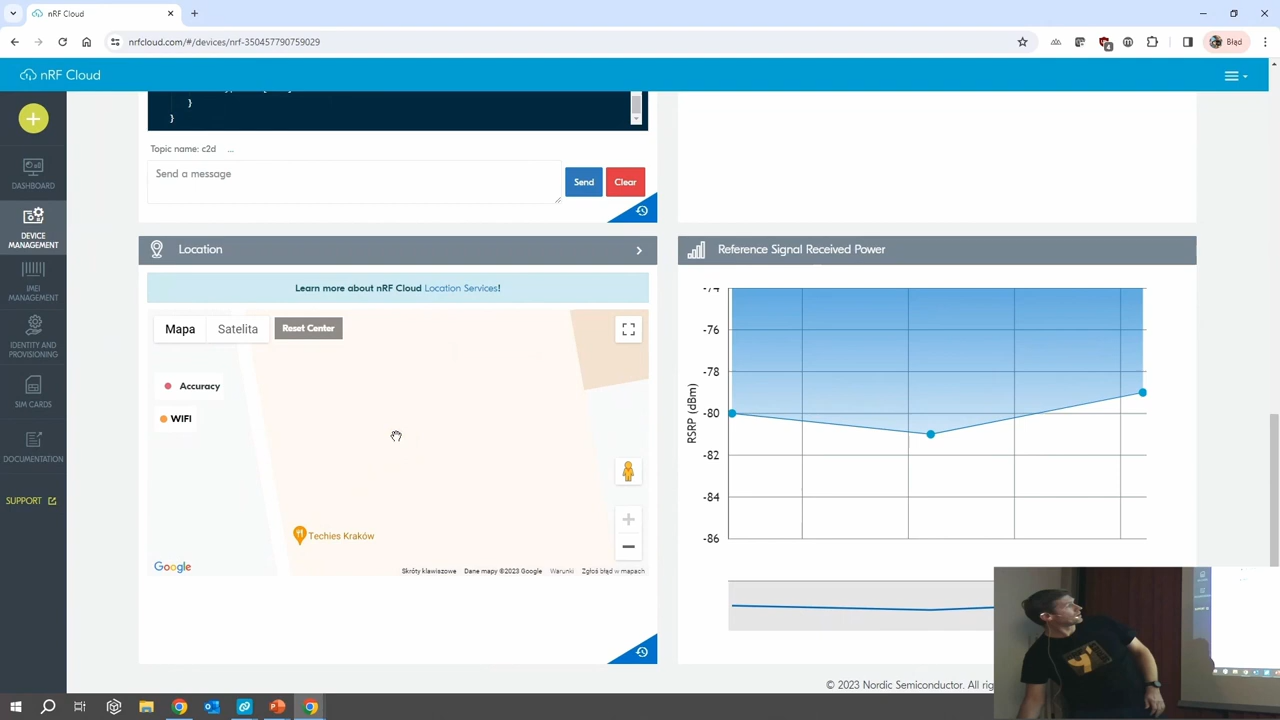 nRF Cloud
nrfcloud.com/#/devices/nrf-350457790759029
4
Błąd
nRF Cloud
DASHBOARD
DEVICE
MANAGEMENT
IMEI
MANAGEMENT
IDENTITY AND
PROVISIONING
SIM CARDS
DOCUMENTATION
SUPPORT
}
}
Topic name: c2d ...
Send a message
Send
Clear
Location
Learn more about nRF Cloud Location Services!
Mapa
Satelita
Reset Center
Accuracy
WIFI
Techies Kraków
Google
Skróty klawiszowe
Dane mapy ©2023 Google
Warunki
Zgłoś błąd w mapach
Reference Signal Received Power
RSRP (dBm)
-74
-76
-78
-80
-82
-84
-86
© 2023 Nordic Semiconductor. All rig